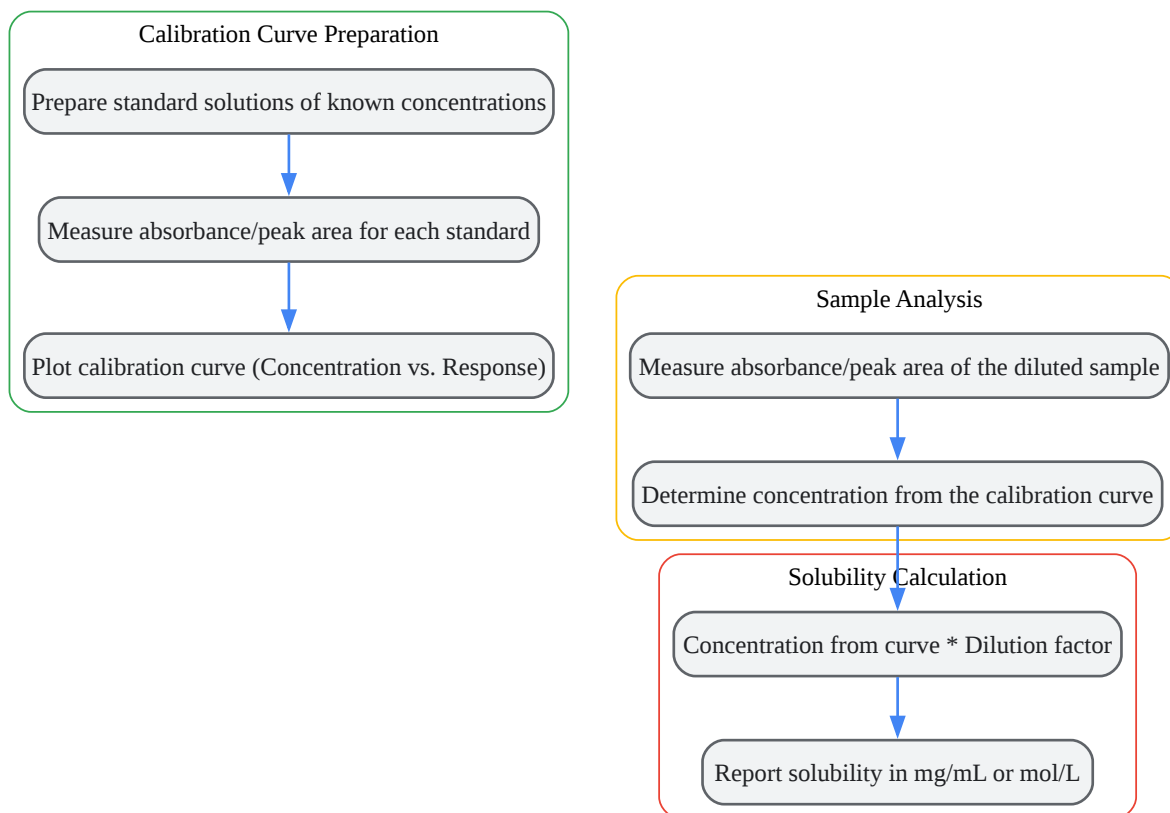 Calibration Curve Preparation
Prepare standard solutions of known concentrations
Measure absorbance/peak area for each standard
Plot calibration curve (Concentration vs. Response)
Sample Analysis
Measure absorbance/peak area of the diluted sample
Determine concentration from the calibration curve
Solubility Calculation
Concentration from curve * Dilution factor
Report solubility in mg/mL or mol/L